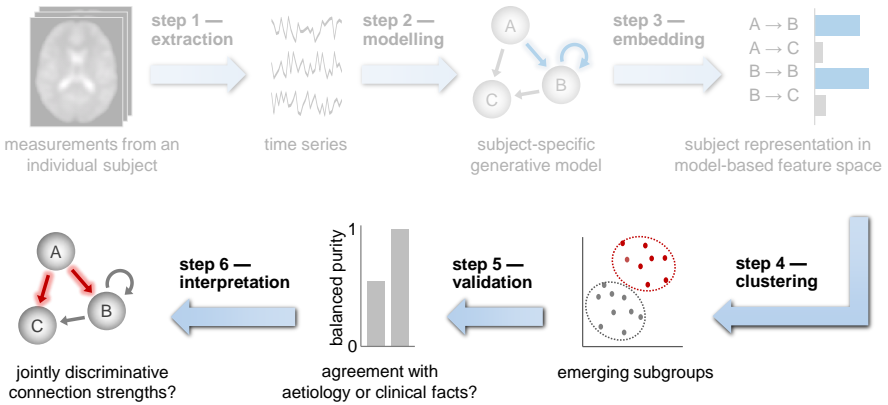 step 1 —
extraction
step 2 —
modelling
step 3 —
embedding
A
B
C
A → B
A → C
B → B
B → C
measurements from an
individual subject
time series
subject-specific
generative model
subject representation in
model-based feature space
A
B
C
step 6 —
interpretation
balanced purity
1
0
step 5 —
validation
step 4 —
clustering
jointly discriminative
connection strengths?
agreement with
aetiology or clinical facts?
emerging subgroups